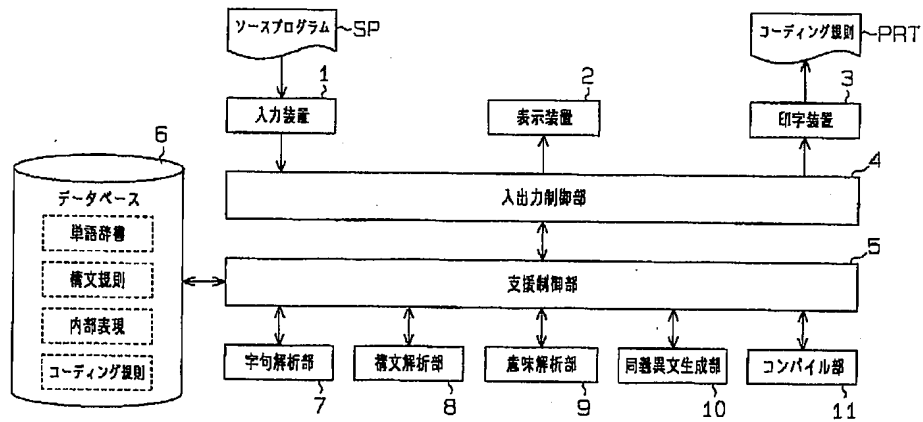 ソースプログラム
SP
コーディング規則
PRT
1
入力装置
2
表示装置
3
印字装置
6
データベース
単語辞書
構文規則
内部表現
コーディング規則
4
入出力制御部
5
支援制御部
字句解析部
構文解析部
意味解析部
同義異文生成部
コンパイル部
7
8
9
10
11